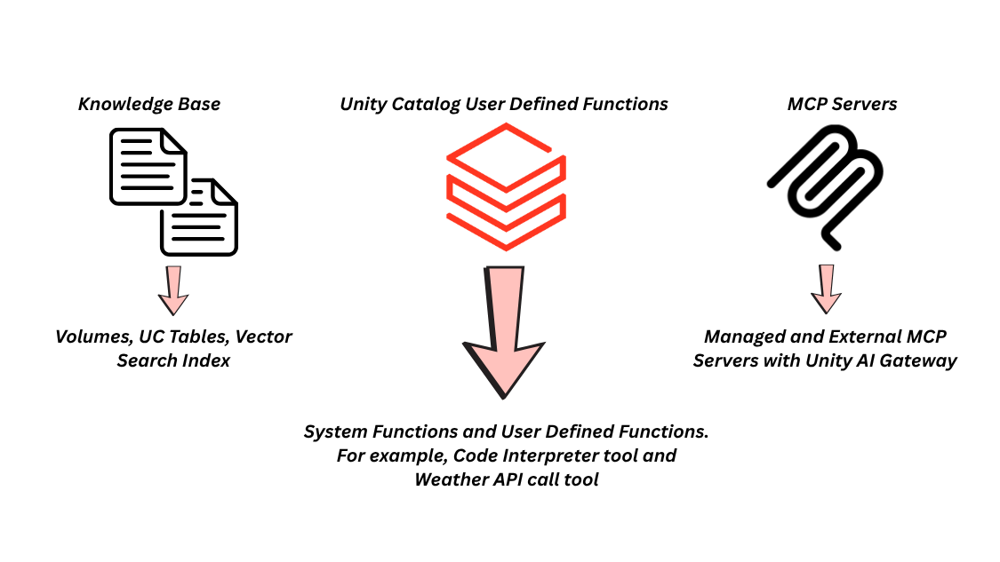 Knowledge Base
Unity Catalog User Defined Functions
MCP Servers
Volumes, UC Tables, Vector
Search Index
Managed and External MCP
Servers with Unity AI Gateway
System Functions and User Defined Functions.
For example, Code Interpreter tool and
Weather API call tool